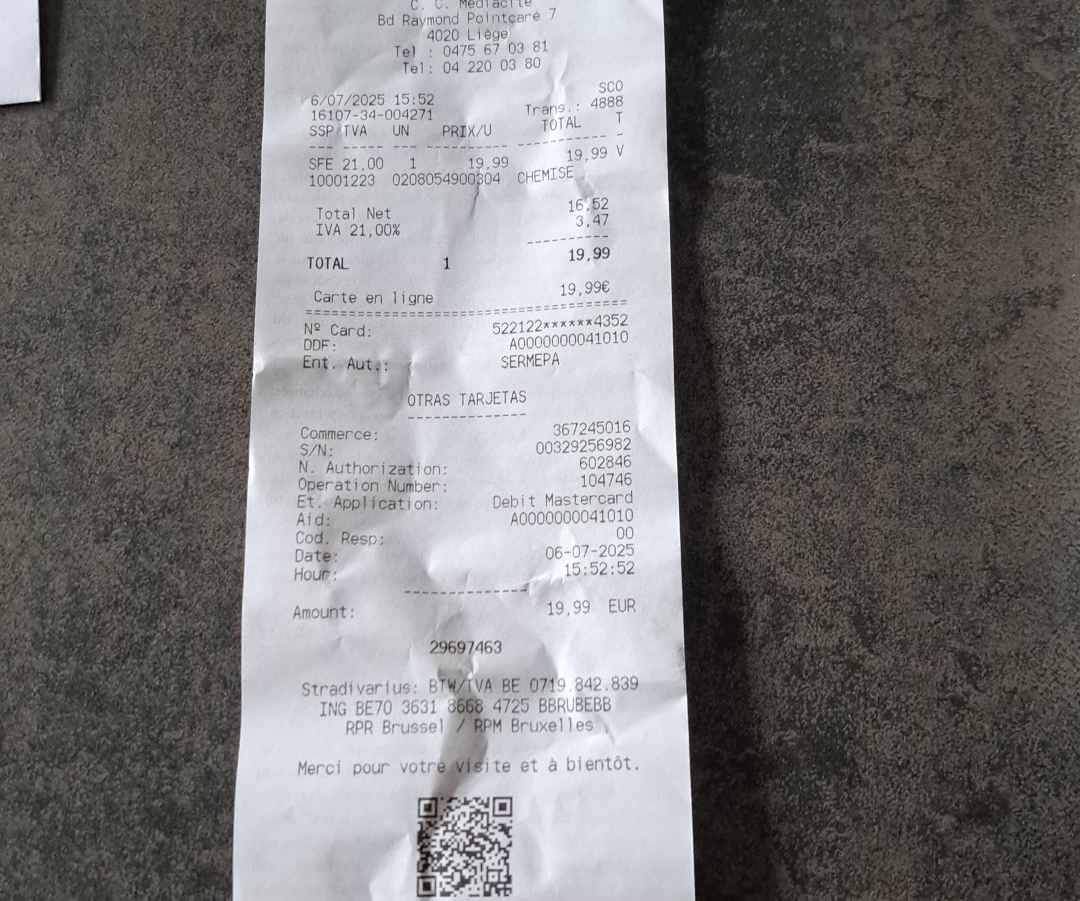 C. C. Médiacité
Bd Raymond Pointcaré 7
4020 Liège
Tel : 0475 67 03 81
Tel: 04 220 03 80
SCO
6/07/2025 15:52 Trans.: 4888
16107-34-004271
SSP TVA UN PRIX/U TOTAL T
--- ----- --- ---------- ----------- -
SFE 21,00 1 19,99 19,99 V
10001223 0208054900304 CHEMISE
Total Net 16,52
IVA 21,00% 3,47
----------
TOTAL 1 19,99
Carte en ligne 19,99€
========================================
Nº Card: 522122******4352
DDF: A0000000041010
Ent. Aut.: SERMEPA
OTRAS TARJETAS
--------------
Commerce: 367245016
S/N: 00329256982
N. Authorization: 602846
Operation Number: 104746
Et. Application: Debit Mastercard
Aid: A0000000041010
Cod. Resp: 00
Date: 06-07-2025
Hour: 15:52:52
------------------
Amount: 19,99 EUR
29697463
Stradivarius: BTW/TVA BE 0719.842.839
ING BE70 3631 8668 4725 BBRUBEBB
RPR Brussel / RPM Bruxelles
Merci pour votre visite et à bientôt.